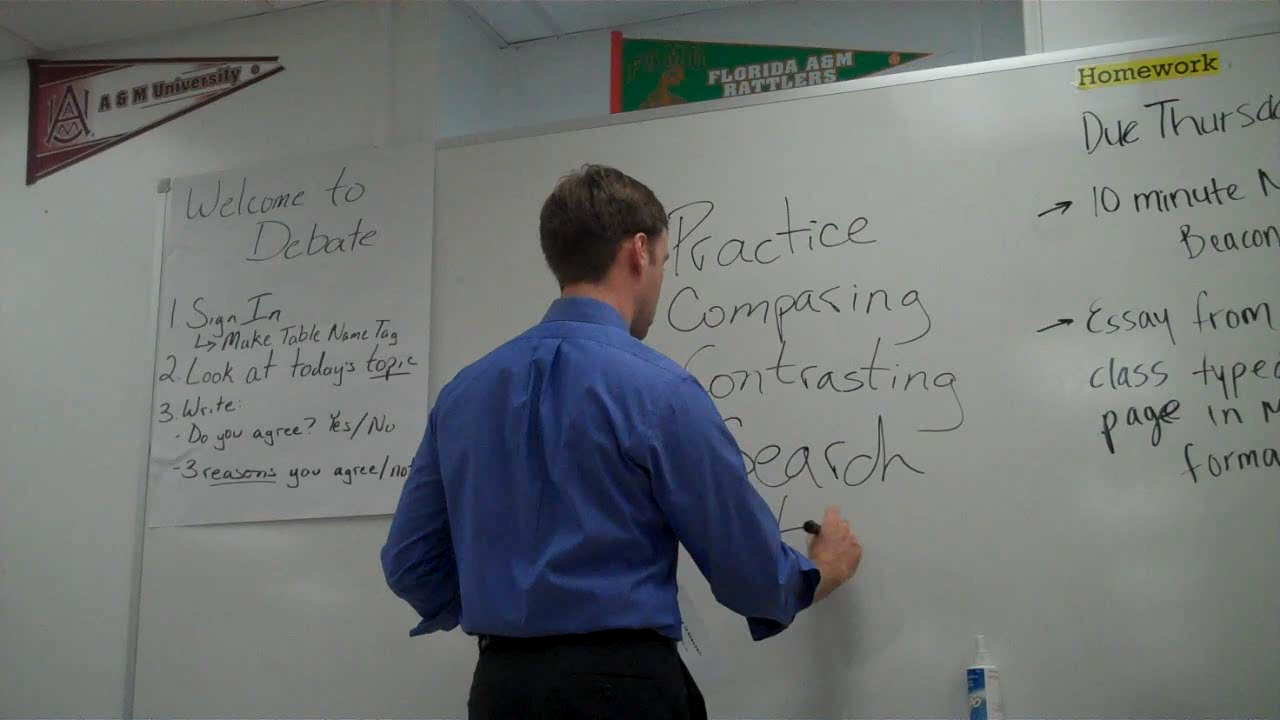 A & M University
FLORIDA A&M
RATTLERS
Welcome to
Debate
1 Sign In
↳ Make Table Name Tag
2. Look at today's topic
3. Write:
- Do you agree? Yes/No
- 3 reasons you agree/not
Practice
Comparing
Contrasting
Search
Homework
Due Thursda
→ 10 minute
Beacon
→ Essay from
class typed
page in
forma